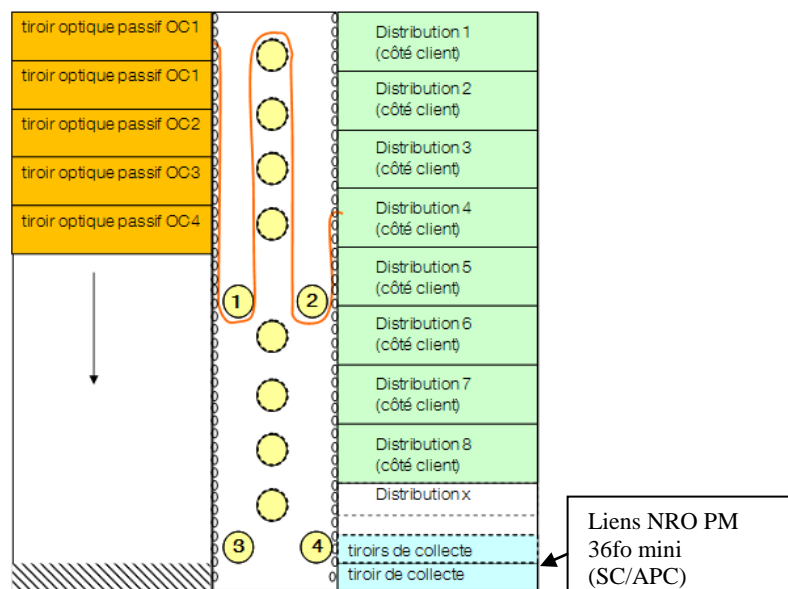 tiroir optique passif OC1
tiroir optique passif OC1
tiroir optique passif OC2
tiroir optique passif OC3
tiroir optique passif OC4
1
2
3
4
Distribution 1
(côté client)
Distribution 2
(côté client)
Distribution 3
(côté client)
Distribution 4
(côté client)
Distribution 5
(côté client)
Distribution 6
(côté client)
Distribution 7
(côté client)
Distribution 8
(côté client)
Distribution x
tiroirs de collecte
tiroir de collecte
Liens NRO PM
36fo mini
(SC/APC)